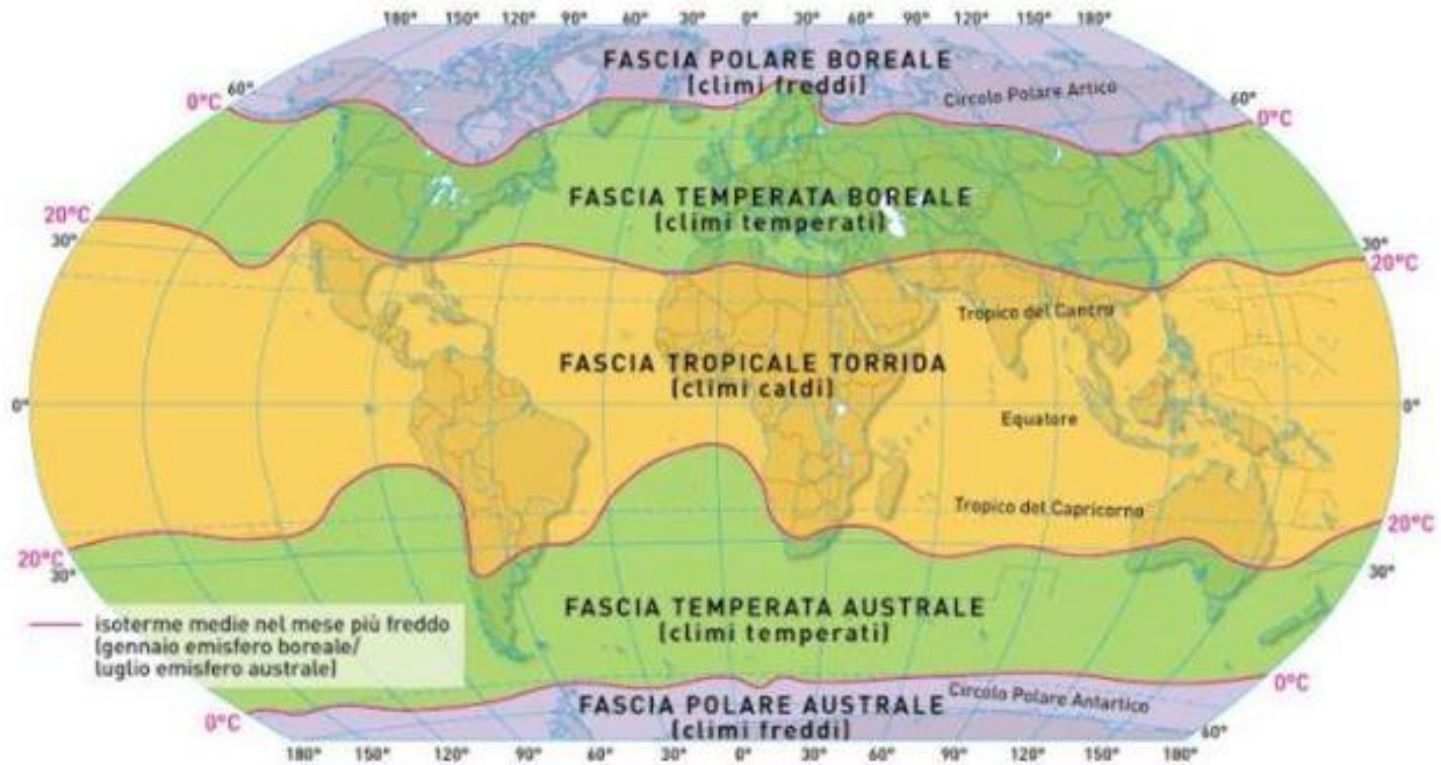 180° 150° 120° 90° 60° 30° 0° 30° 60° 90° 120° 150° 180°
FASCIA POLARE BOREALE
(climi freddi)
Circolo Polare Artico
60°
0°C
60°
0°C
FASCIA TEMPERATA BOREALE
(climi temperati)
20°C
30°
30°
20°C
Tropico del Cancro
FASCIA TROPICALE TORRIDA
(climi caldi)
0°
Equatore
0°
Tropico del Capricorno
20°C
30°
20°C
30°
FASCIA TEMPERATA AUSTRALE
(climi temperati)
isoterme medie nel mese più freddo
(gennaio emisfero boreale/
luglio emisfero australe)
0°C
0°C
Circolo Polare Antartico
FASCIA POLARE AUSTRALE
(climi freddi)
60°
180° 150° 120° 90° 60° 30° 0° 30° 60° 90° 120° 150° 180°